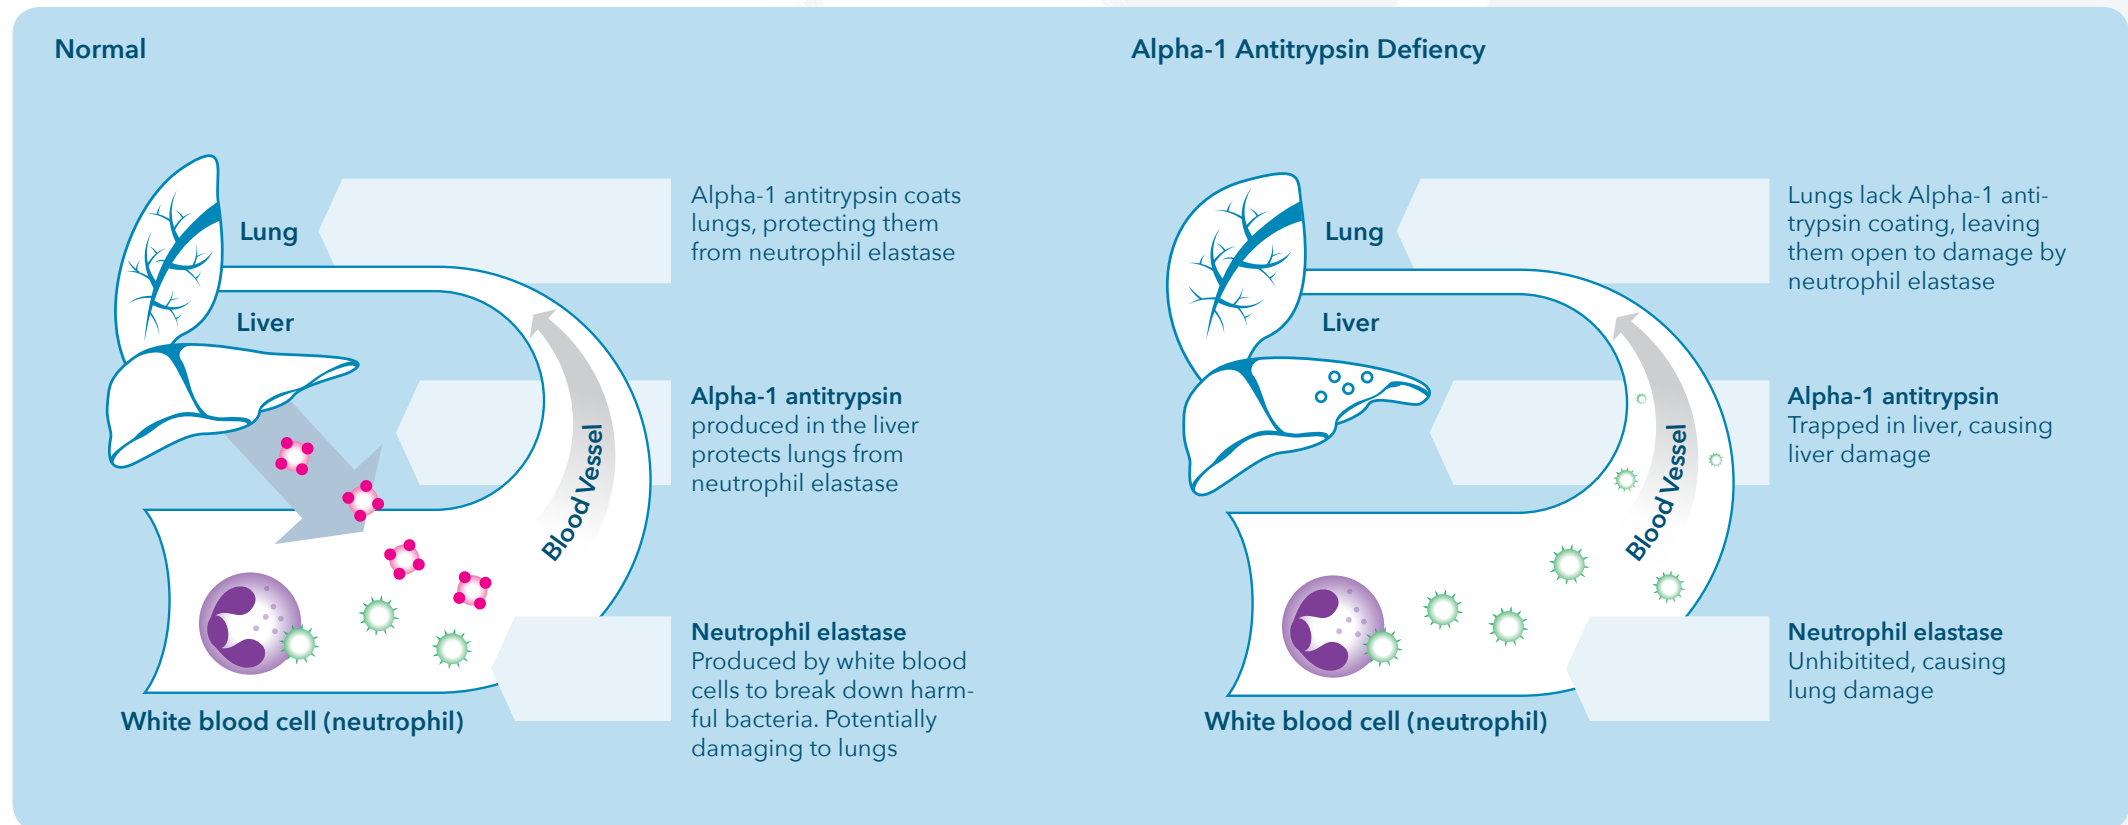 Normal
Lung
Alpha-1 antitrypsin coats
lungs, protecting them
from neutrophil elastase
Liver
Alpha-1 antitrypsin
produced in the liver
protects lungs from
neutrophil elastase
Blood Vessel
Neutrophil elastase
Produced by white blood
cells to break down harm-
ful bacteria. Potentially
damaging to lungs
White blood cell (neutrophil)
Alpha-1 Antitrypsin Defiency
Lung
Lungs lack Alpha-1 anti-
trypsin coating, leaving
them open to damage by
neutrophil elastase
Liver
Alpha-1 antitrypsin
Trapped in liver, causing
liver damage
Blood Vessel
Neutrophil elastase
Unhibitited, causing
lung damage
White blood cell (neutrophil)